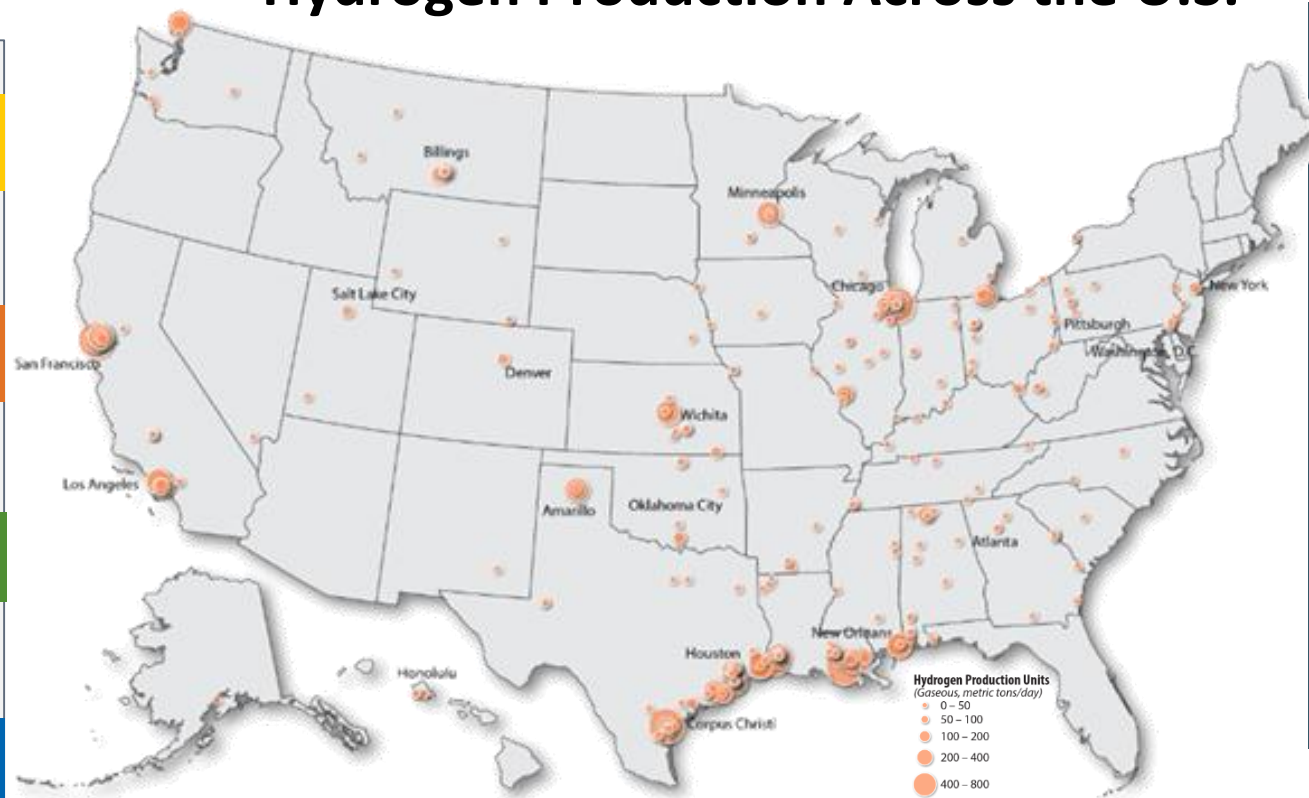 Hydrogen Production Across the U.S.
Billings
Minneapolis
Salt Lake City
Chicago
New York
Pittsburgh
Washington, D.C.
San Francisco
Denver
Wichita
Los Angeles
Amarillo
Oklahoma City
Atlanta
New Orleans
Houston
Honolulu
Corpus Christi
Hydrogen Production Units
(Gaseous, metric tons/day)
0 – 50
50 – 100
100 – 200
200 – 400
400 – 800